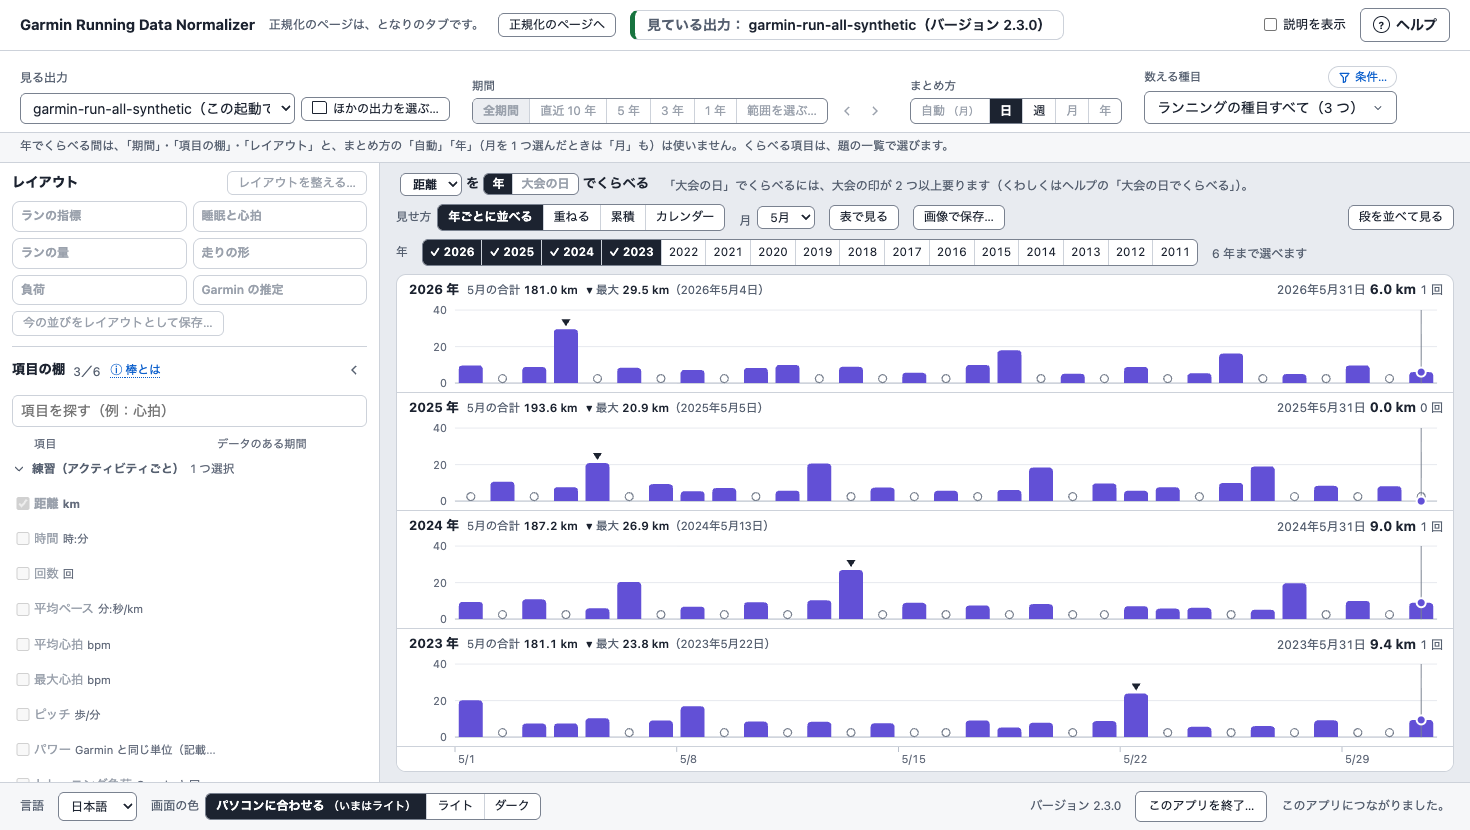 Garmin Running Data Normalizer 正規化のページは、となりのタブです。 正規化のページへ 見ている出力： garmin-run-all-synthetic（バージョン 2.3.0） 説明を表示 ? ヘルプ
見る出力 期間 まとめ方 数える種目 条件...
garmin-run-all-synthetic（この起動で ほかの出力を選ぶ... 全期間 直近 10 年 5 年 3 年 1 年 範囲を選ぶ... 自動（月） 日 週 月 年 ランニングの種目すべて（3 つ）
年でくらべる間は、「期間」・「項目の棚」・「レイアウト」と、まとめ方の「自動」「年」（月を 1 つ選んだときは「月」も）は使いません。くらべる項目は、題の一覧で選びます。
レイアウト レイアウトを整える...
ランの指標 睡眠と心拍
ランの量 走りの形
負荷 Garmin の推定
今の並びをレイアウトとして保存...
項目の棚 3／6 ⓘ棒とは
項目を探す（例：心拍）
項目 データのある期間
練習（アクティビティごと） 1 つ選択
距離 km
時間 時:分
回数 回
平均ペース 分:秒/km
平均心拍 bpm
最大心拍 bpm
ピッチ 歩/分
パワー Garmin と同じ単位（記載...
距離 を 年 大会の日 でくらべる 「大会の日」でくらべるには、大会の印が 2 つ以上要ります（くわしくはヘルプの「大会の日でくらべる」）。
見せ方 年ごとに並べる 重ねる 累積 カレンダー 月 5月 表で見る 画像で保存... 段を並べて見る
年 ✓ 2026 ✓ 2025 ✓ 2024 ✓ 2023 2022 2021 2020 2019 2018 2017 2016 2015 2014 2013 2012 2011 6 年まで選べます
2026 年 5月の合計 181.0 km ▼最大 29.5 km（2026年5月4日） 2026年5月31日 6.0 km 1 回
40
20
0
2025 年 5月の合計 193.6 km ▼最大 20.9 km（2025年5月5日） 2025年5月31日 0.0 km 0 回
40
20
0
2024 年 5月の合計 187.2 km ▼最大 26.9 km（2024年5月13日） 2024年5月31日 9.0 km 1 回
40
20
0
2023 年 5月の合計 181.1 km ▼最大 23.8 km（2023年5月22日） 2023年5月31日 9.4 km 1 回
40
20
0
5/1 5/8 5/15 5/22 5/29
言語 日本語 画面の色 パソコンに合わせる（いまはライト） ライト ダーク バージョン 2.3.0 このアプリを終了... このアプリにつながりました。